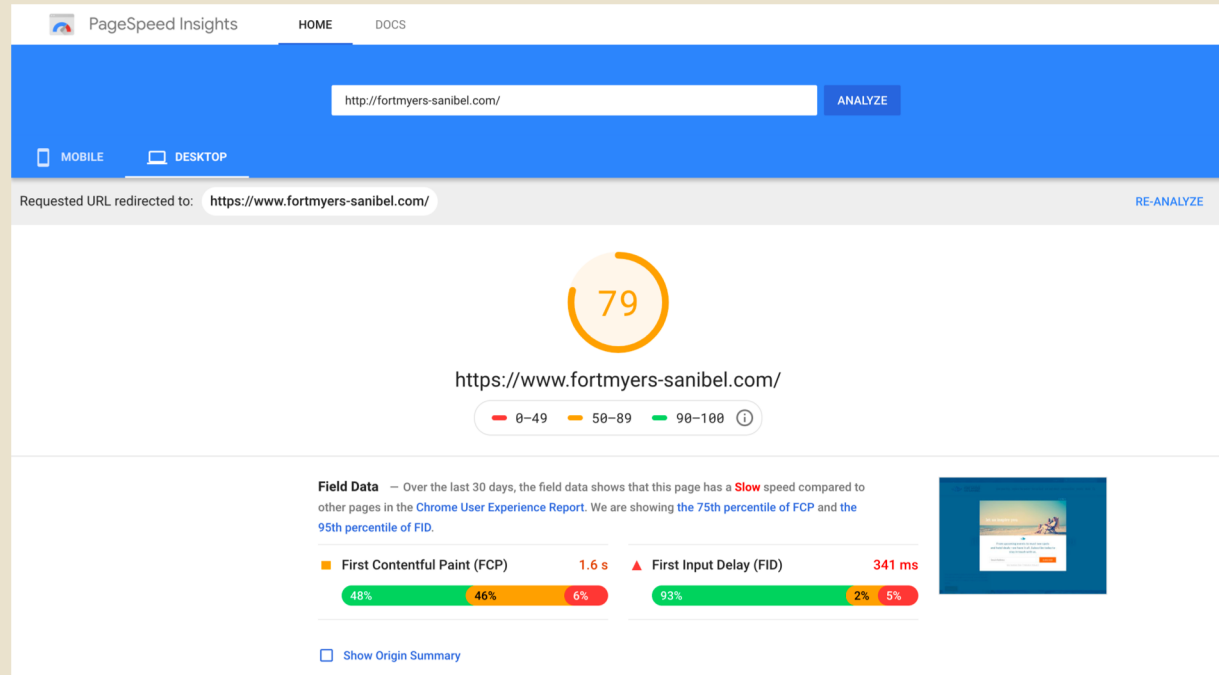 PageSpeed Insights HOME DOCS
http://fortmyers-sanibel.com/ ANALYZE
MOBILE DESKTOP
Requested URL redirected to: https://www.fortmyers-sanibel.com/ RE-ANALYZE
79
https://www.fortmyers-sanibel.com/
0–49 50–89 90–100
Field Data — Over the last 30 days, the field data shows that this page has a Slow speed compared to
other pages in the Chrome User Experience Report. We are showing the 75th percentile of FCP and the
95th percentile of FID.
First Contentful Paint (FCP) 1.6 s
48% 46% 6%
First Input Delay (FID) 341 ms
93% 2% 5%
Show Origin Summary